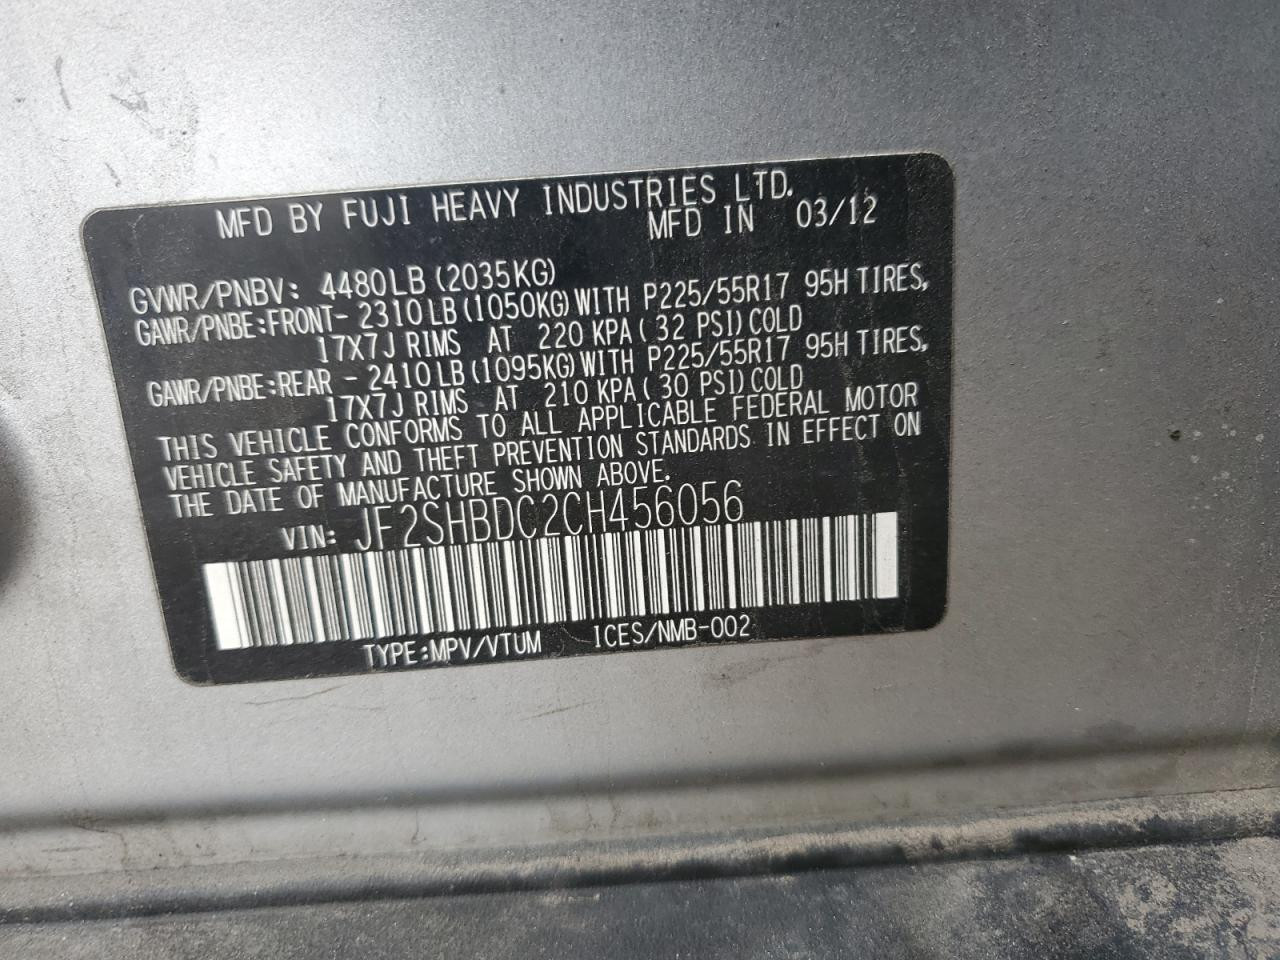 MFD BY FUJI HEAVY INDUSTRIES LTD.
MFD IN 03/12
GVWR/PNBV: 4480LB (2035KG)
GAWR/PNBE:FRONT- 2310LB (1050KG) WITH P225/55R17 95H TIRES,
17X7J RIMS AT 220 KPA (32 PSI) COLD
GAWR/PNBE:REAR - 2410LB (1095KG) WITH P225/55R17 95H TIRES,
17X7J RIMS AT 210 KPA (30 PSI) COLD
THIS VEHICLE CONFORMS TO ALL APPLICABLE FEDERAL MOTOR
VEHICLE SAFETY AND THEFT PREVENTION STANDARDS IN EFFECT ON
THE DATE OF MANUFACTURE SHOWN ABOVE.
VIN: JF2SHBDC2CH456056
TYPE:MPV/VTUM ICES/NMB-002